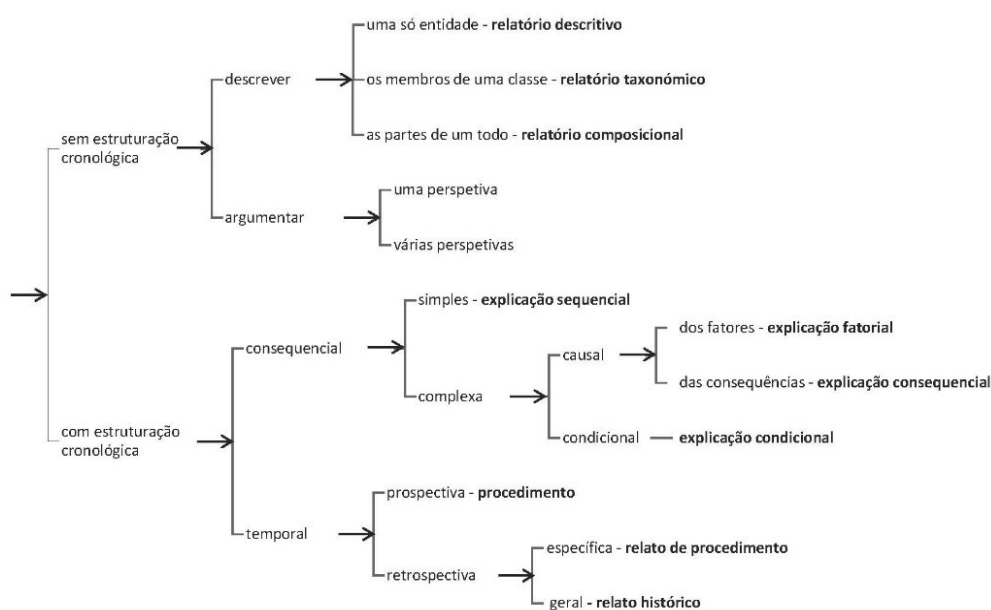 uma só entidade - relatório descritivo
descrever
os membros de uma classe - relatório taxonómico
as partes de um todo - relatório composicional
sem estruturação
cronológica
uma perspetiva
argumentar
várias perspetivas
simples - explicação sequencial
dos fatores - explicação fatorial
consequencial
causal
das consequências - explicação consequencial
complexa
com estruturação
cronológica
condicional
explicação condicional
prospectiva - procedimento
temporal
específica - relato de procedimento
retrospectiva
geral - relato histórico